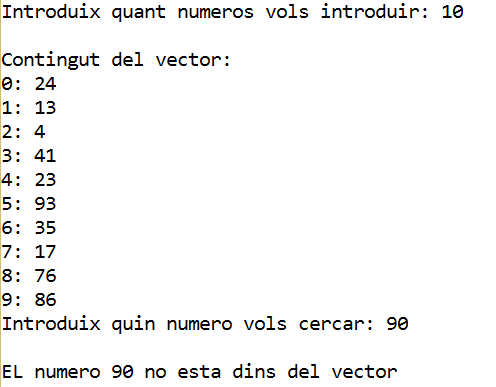 Introduix quant numeros vols introduir: 10
Contingut del vector:
0: 24
1: 13
2: 4
3: 41
4: 23
5: 93
6: 35
7: 17
8: 76
9: 86
Introduix quin numero vols cercar: 90
EL numero 90 no esta dins del vector